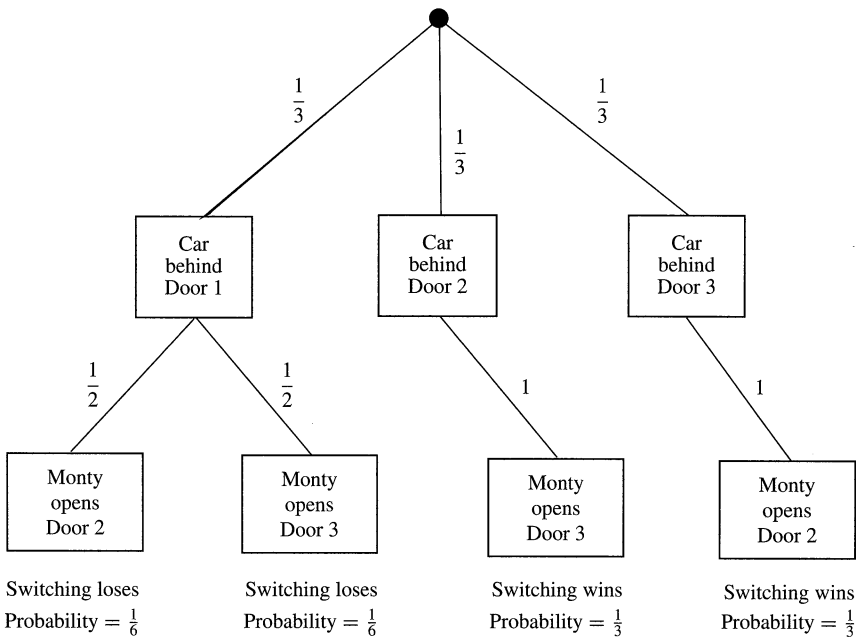 1/3
1/3
1/3
Car
behind
Door 1
Car
behind
Door 2
Car
behind
Door 3
1/2
1/2
1
1
Monty
opens
Door 2
Monty
opens
Door 3
Monty
opens
Door 3
Monty
opens
Door 2
Switching loses
Probability = 1/6
Switching loses
Probability = 1/6
Switching wins
Probability = 1/3
Switching wins
Probability = 1/3